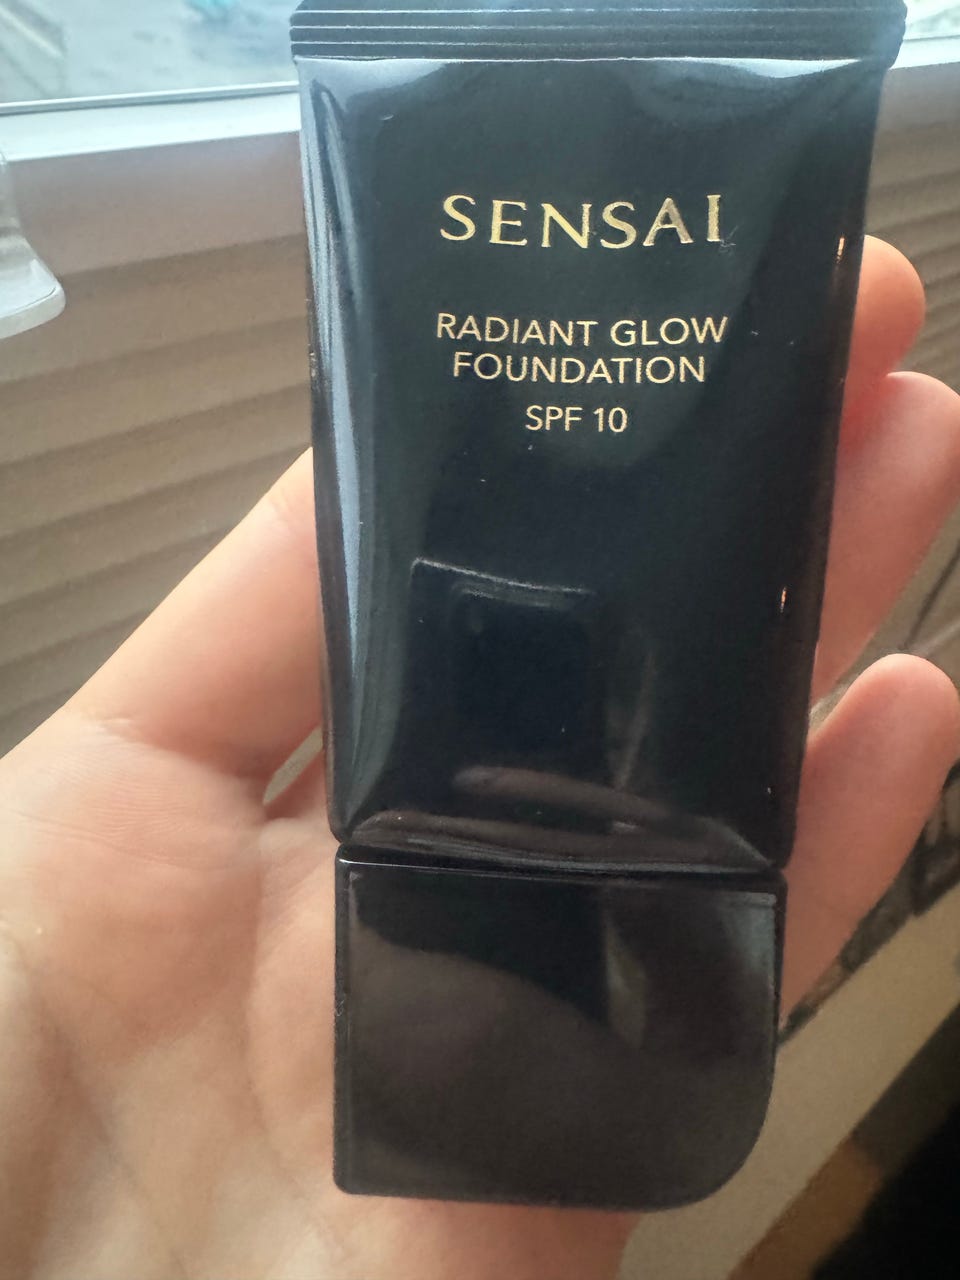 SENSAI
RADIANT GLOW
FOUNDATION
SPF 10